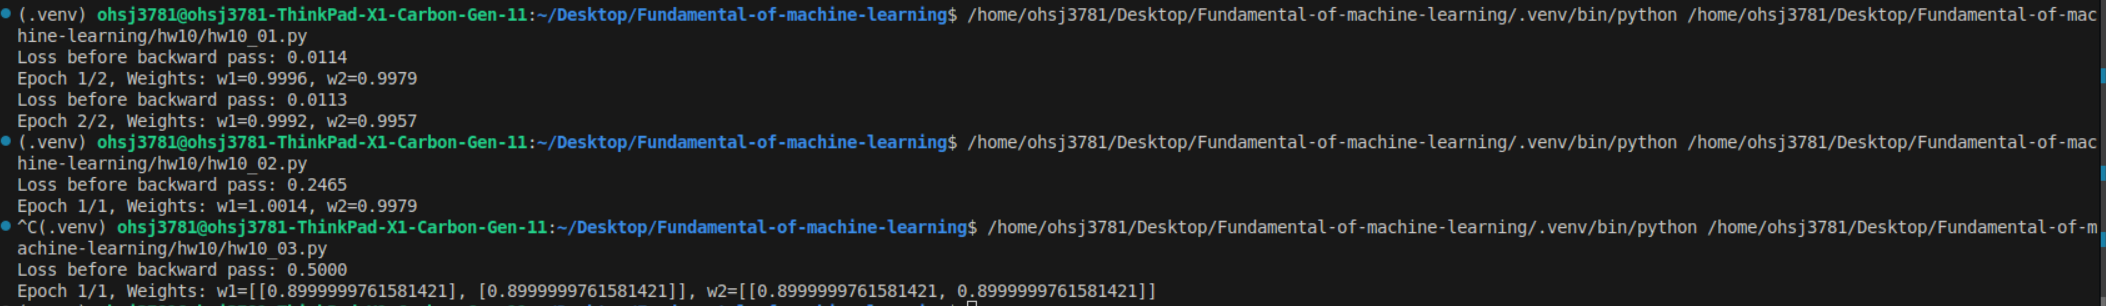 (.venv) ohsj3781@ohsj3781-ThinkPad-X1-Carbon-Gen-11:~/Desktop/Fundamental-of-machine-learning$ /home/ohsj3781/Desktop/Fundamental-of-machine-learning/.venv/bin/python /home/ohsj3781/Desktop/Fundamental-of-mac
hine-learning/hw10/hw10_01.py
Loss before backward pass: 0.0114
Epoch 1/2, Weights: w1=0.9996, w2=0.9979
Loss before backward pass: 0.0113
Epoch 2/2, Weights: w1=0.9992, w2=0.9957
(.venv) ohsj3781@ohsj3781-ThinkPad-X1-Carbon-Gen-11:~/Desktop/Fundamental-of-machine-learning$ /home/ohsj3781/Desktop/Fundamental-of-machine-learning/.venv/bin/python /home/ohsj3781/Desktop/Fundamental-of-mac
hine-learning/hw10/hw10_02.py
Loss before backward pass: 0.2465
Epoch 1/1, Weights: w1=1.0014, w2=0.9979
^C(.venv) ohsj3781@ohsj3781-ThinkPad-X1-Carbon-Gen-11:~/Desktop/Fundamental-of-machine-learning$ /home/ohsj3781/Desktop/Fundamental-of-machine-learning/.venv/bin/python /home/ohsj3781/Desktop/Fundamental-of-m
achine-learning/hw10/hw10_03.py
Loss before backward pass: 0.5000
Epoch 1/1, Weights: w1=[[0.8999999761581421], [0.8999999761581421]], w2=[[0.8999999761581421, 0.8999999761581421]]